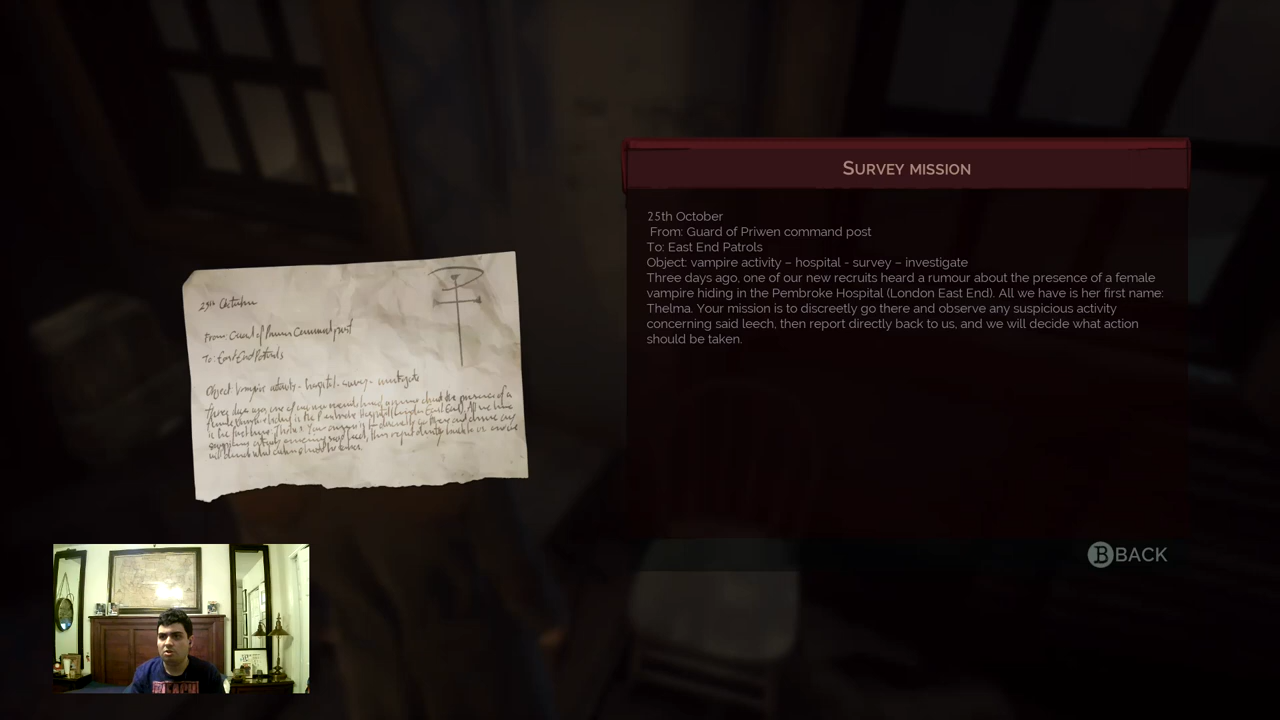 SURVEY MISSION
25th October
From: Guard of Priwen command post
To: East End Patrols
Object: vampire activity – hospital - survey – investigate
Three days ago, one of our new recruits heard a rumour about the presence of a female
vampire hiding in the Pembroke Hospital (London East End). All we have is her first name:
Thelma. Your mission is to discreetly go there and observe any suspicious activity
concerning said leech, then report directly back to us, and we will decide what action
should be taken.
25th October
From: Guard of Priwen Command post
To: East End Patrols
Object: Vampire activity - hospital - survey - investigate
B BACK